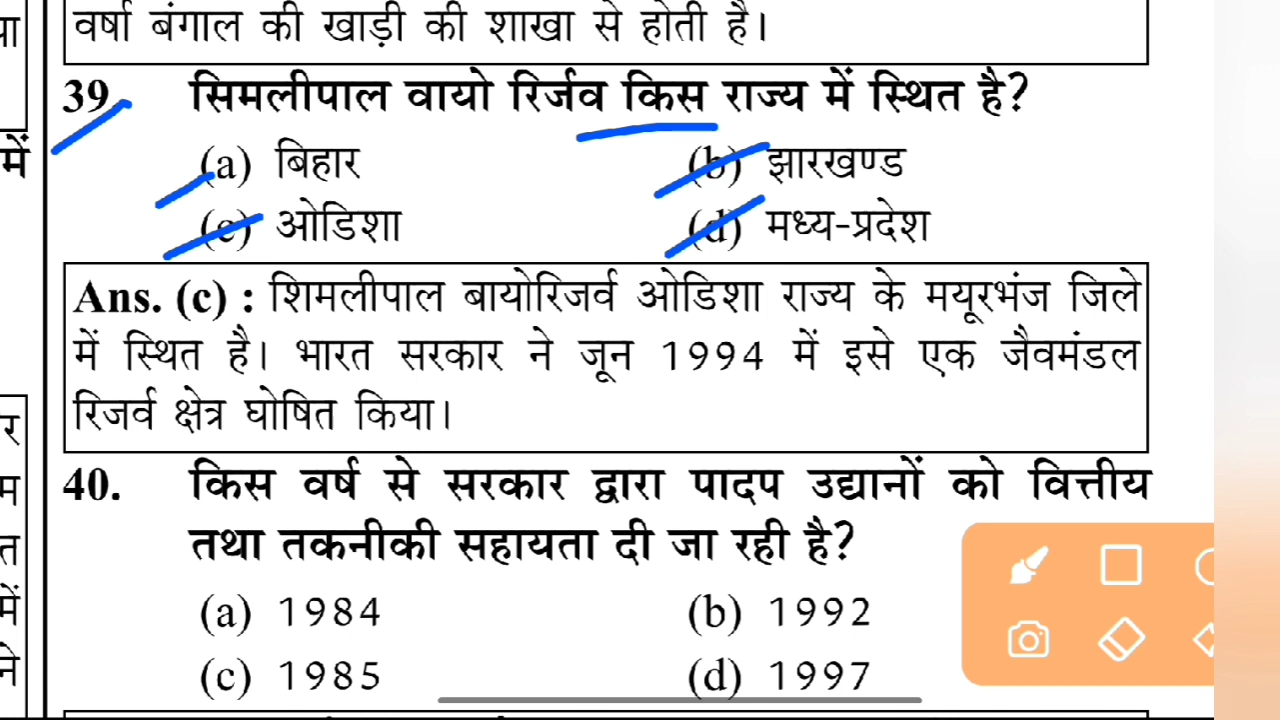 या
वर्षा बंगाल की खाड़ी की शाखा से होती है।
39. सिमलीपाल वायो रिर्जव किस राज्य में स्थित है?
में
(a) बिहार (b) झारखण्ड
(c) ओडिशा (d) मध्य-प्रदेश
Ans. (c) : शिमलीपाल बायोरिजर्व ओडिशा राज्य के मयूरभंज जिले
में स्थित है। भारत सरकार ने जून 1994 में इसे एक जैवमंडल
रिजर्व क्षेत्र घोषित किया।
र
40. किस वर्ष से सरकार द्वारा पादप उद्यानों को वित्तीय
म
तथा तकनीकी सहायता दी जा रही है?
त
(a) 1984 (b) 1992
में
(c) 1985 (d) 1997
ने